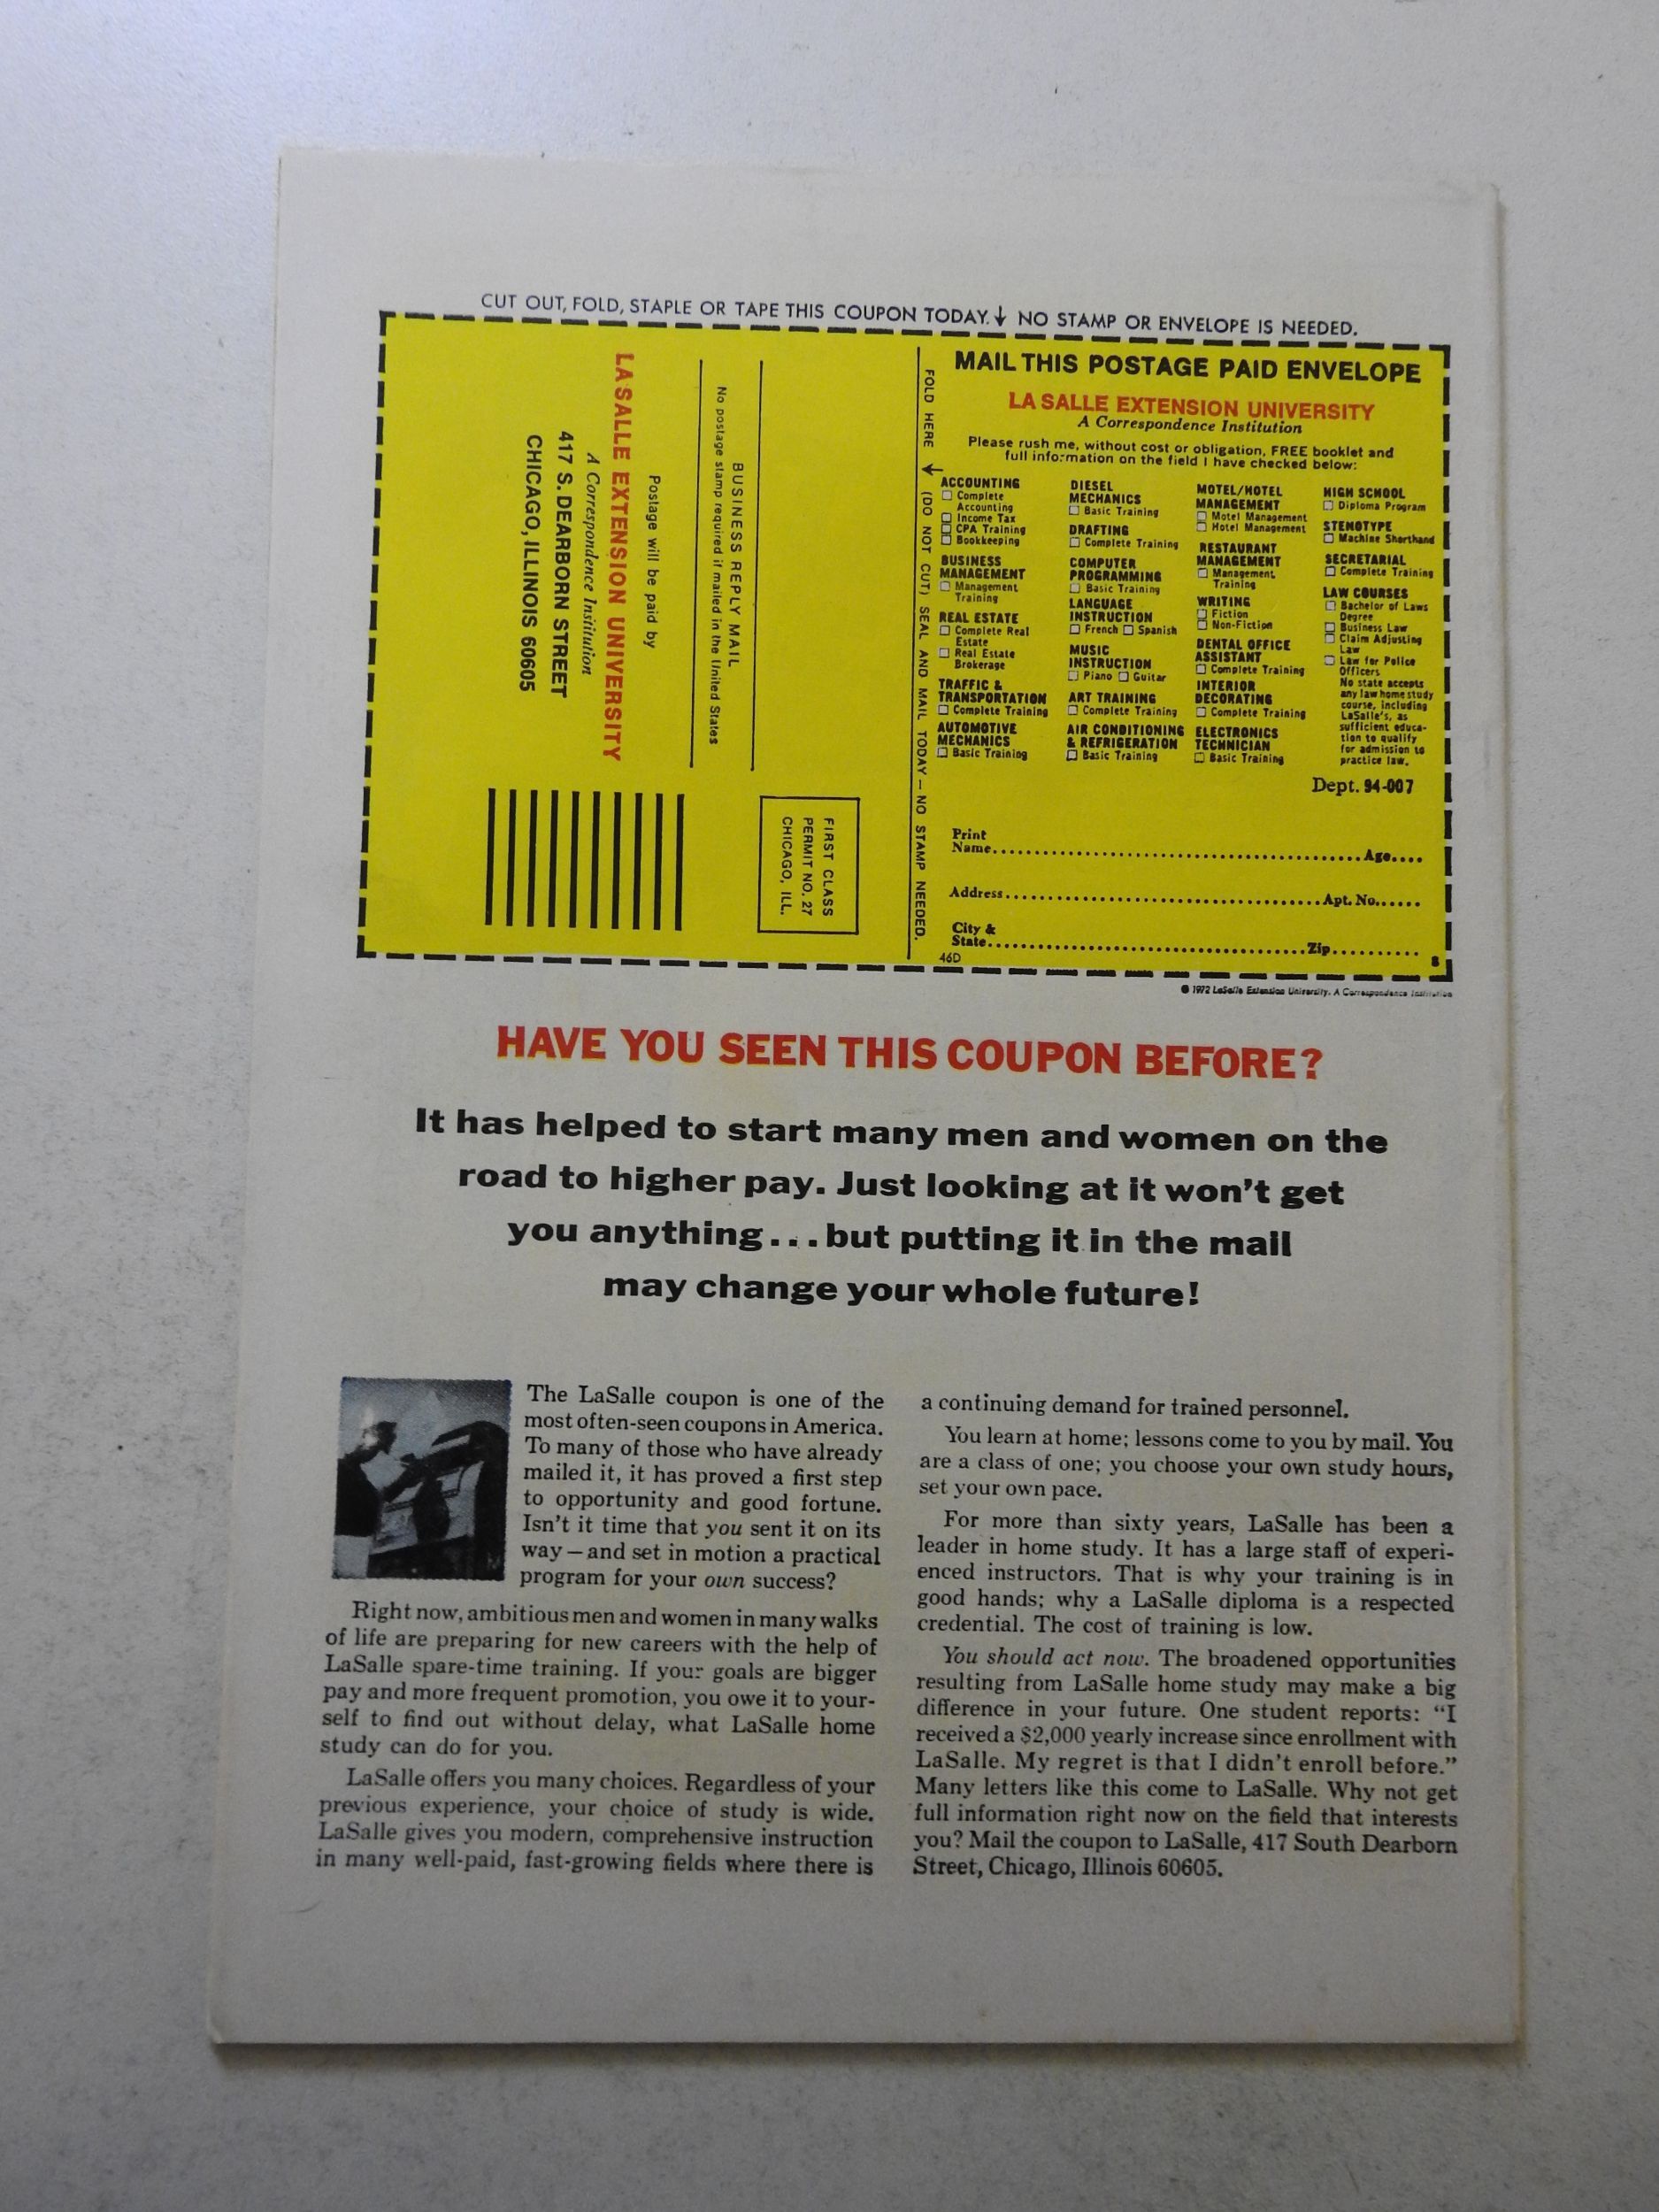 CUT OUT, FOLD, STAPLE OR TAPE THIS COUPON TODAY.↓ NO STAMP OR ENVELOPE IS NEEDED.
BUSINESS REPLY MAIL
No postage stamp required if mailed in the United States
Postage will be paid by
LA SALLE EXTENSION UNIVERSITY
A Correspondence Institution
417 S. DEARBORN STREET
CHICAGO, ILLINOIS 60605
FIRST CLASS
PERMIT NO. 27
CHICAGO, ILL.
FOLD HERE → (DO NOT CUT) SEAL AND MAIL TODAY — NO STAMP NEEDED.
MAIL THIS POSTAGE PAID ENVELOPE
LA SALLE EXTENSION UNIVERSITY
A Correspondence Institution
Please rush me, without cost or obligation, FREE booklet and
full information on the field I have checked below:
ACCOUNTING
☐ Complete
Accounting
☐ Income Tax
☐ CPA Training
☐ Bookkeeping
BUSINESS
MANAGEMENT
☐ Management
Training
REAL ESTATE
☐ Complete Real
Estate
☐ Real Estate
Brokerage
TRAFFIC &
TRANSPORTATION
☐ Complete Training
AUTOMOTIVE
MECHANICS
☐ Basic Training
DIESEL
MECHANICS
☐ Basic Training
DRAFTING
☐ Complete Training
COMPUTER
PROGRAMMING
☐ Basic Training
LANGUAGE
INSTRUCTION
☐ French ☐ Spanish
MUSIC
INSTRUCTION
☐ Piano ☐ Guitar
ART TRAINING
☐ Complete Training
AIR CONDITIONING
& REFRIGERATION
☐ Basic Training
MOTEL/HOTEL
MANAGEMENT
☐ Motel Management
☐ Hotel Management
RESTAURANT
MANAGEMENT
☐ Management
Training
WRITING
☐ Fiction
☐ Non-Fiction
DENTAL OFFICE
ASSISTANT
☐ Complete Training
INTERIOR
DECORATING
☐ Complete Training
ELECTRONICS
TECHNICIAN
☐ Basic Training
HIGH SCHOOL
☐ Diploma Program
STENOTYPE
☐ Machine Shorthand
SECRETARIAL
☐ Complete Training
LAW COURSES
☐ Bachelor of Laws
Degree
☐ Business Law
☐ Claim Adjusting
Law
☐ Law for Police
Officers
No state accepts
any law home study
course, including
LaSalle's, as
sufficient educa-
tion to qualify
for admission to
practice law.
Dept. 94-007
Print
Name........Age....
Address........Apt. No......
City &
State........Zip..........
46D 8
© 1972 LaSalle Extension University, A Correspondence Institution
HAVE YOU SEEN THIS COUPON BEFORE?
It has helped to start many men and women on the
road to higher pay. Just looking at it won't get
you anything...but putting it in the mail
may change your whole future!
The LaSalle coupon is one of the
most often-seen coupons in America.
To many of those who have already
mailed it, it has proved a first step
to opportunity and good fortune.
Isn't it time that you sent it on its
way—and set in motion a practical
program for your own success?
Right now, ambitious men and women in many walks
of life are preparing for new careers with the help of
LaSalle spare-time training. If your goals are bigger
pay and more frequent promotion, you owe it to your-
self to find out without delay, what LaSalle home
study can do for you.
LaSalle offers you many choices. Regardless of your
previous experience, your choice of study is wide.
LaSalle gives you modern, comprehensive instruction
in many well-paid, fast-growing fields where there is
a continuing demand for trained personnel.
You learn at home; lessons come to you by mail. You
are a class of one; you choose your own study hours,
set your own pace.
For more than sixty years, LaSalle has been a
leader in home study. It has a large staff of experi-
enced instructors. That is why your training is in
good hands; why a LaSalle diploma is a respected
credential. The cost of training is low.
You should act now. The broadened opportunities
resulting from LaSalle home study may make a big
difference in your future. One student reports: "I
received a $2,000 yearly increase since enrollment with
LaSalle. My regret is that I didn't enroll before."
Many letters like this come to LaSalle. Why not get
full information right now on the field that interests
you? Mail the coupon to LaSalle, 417 South Dearborn
Street, Chicago, Illinois 60605.